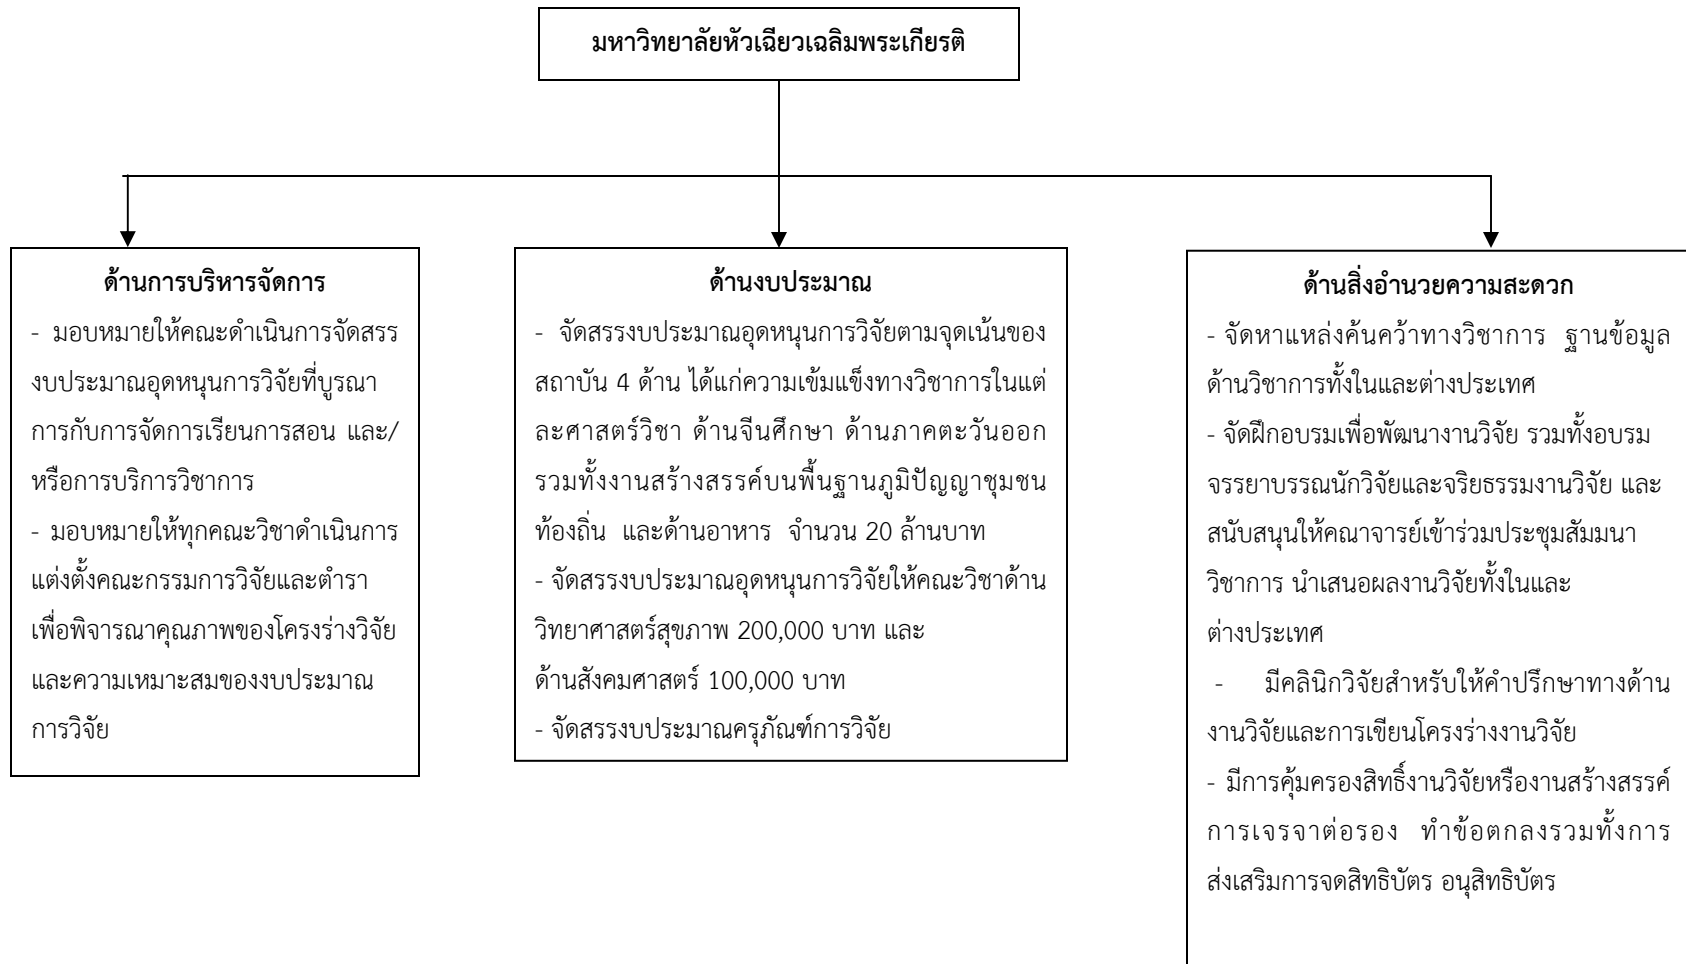 มหาวิทยาลัยหัวเฉียวเฉลิมพระเกียรติ
ด้านการบริหารจัดการ
- มอบหมายให้คณะดำเนินการจัดสรร
งบประมาณอุดหนุนการวิจัยที่บูรณา
การกับการจัดการเรียนการสอน และ/
หรือการบริการวิชาการ
- มอบหมายให้ทุกคณะวิชาดำเนินการ
แต่งตั้งคณะกรรมการวิจัยและตำรา
เพื่อพิจารณาคุณภาพของโครงร่างวิจัย
และความเหมาะสมของงบประมาณ
การวิจัย
ด้านงบประมาณ
- จัดสรรงบประมาณอุดหนุนการวิจัยตามจุดเน้นของ
สถาบัน 4 ด้าน ได้แก่ความเข้มแข็งทางวิชาการในแต่
ละศาสตร์วิชา ด้านจีนศึกษา ด้านภาคตะวันออก
รวมทั้งงานสร้างสรรค์บนพื้นฐานภูมิปัญญาชุมชน
ท้องถิ่น และด้านอาหาร จำนวน 20 ล้านบาท
- จัดสรรงบประมาณอุดหนุนการวิจัยให้คณะวิชาด้าน
วิทยาศาสตร์สุขภาพ 200,000 บาท และ
ด้านสังคมศาสตร์ 100,000 บาท
- จัดสรรงบประมาณครุภัณฑ์การวิจัย
ด้านสิ่งอำนวยความสะดวก
- จัดหาแหล่งค้นคว้าทางวิชาการ ฐานข้อมูล
ด้านวิชาการทั้งในและต่างประเทศ
- จัดฝึกอบรมเพื่อพัฒนางานวิจัย รวมทั้งอบรม
จรรยาบรรณนักวิจัยและจริยธรรมงานวิจัย และ
สนับสนุนให้คณาจารย์เข้าร่วมประชุมสัมมนา
วิชาการ นำเสนอผลงานวิจัยทั้งในและ
ต่างประเทศ
- มีคลินิกวิจัยสำหรับให้คำปรึกษาทางด้าน
งานวิจัยและการเขียนโครงร่างงานวิจัย
- มีการคุ้มครองสิทธิ์งานวิจัยหรืองานสร้างสรรค์
การเจรจาต่อรอง ทำข้อตกลงรวมทั้งการ
ส่งเสริมการจดสิทธิบัตร อนุสิทธิบัตร